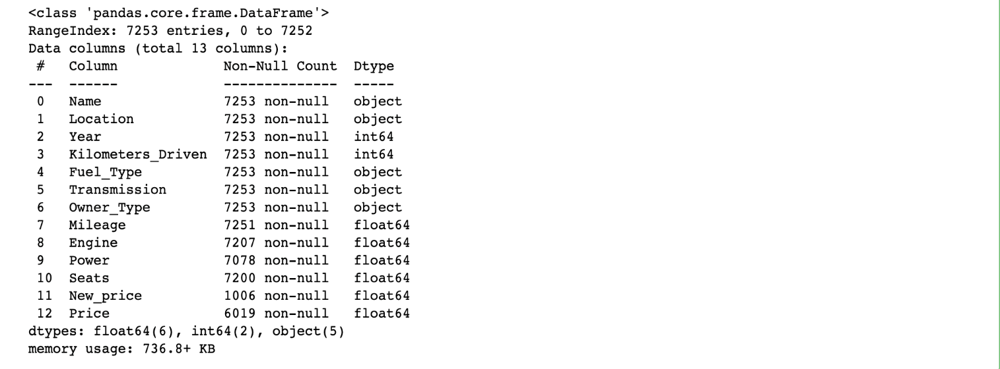 <class 'pandas.core.frame.DataFrame'>
RangeIndex: 7253 entries, 0 to 7252
Data columns (total 13 columns):
 #   Column             Non-Null Count  Dtype
---  ------             --------------  -----
 0   Name               7253 non-null   object
 1   Location           7253 non-null   object
 2   Year               7253 non-null   int64
 3   Kilometers_Driven  7253 non-null   int64
 4   Fuel_Type          7253 non-null   object
 5   Transmission       7253 non-null   object
 6   Owner_Type         7253 non-null   object
 7   Mileage            7251 non-null   float64
 8   Engine             7207 non-null   float64
 9   Power              7078 non-null   float64
 10  Seats              7200 non-null   float64
 11  New_price          1006 non-null   float64
 12  Price              6019 non-null   float64
dtypes: float64(6), int64(2), object(5)
memory usage: 736.8+ KB